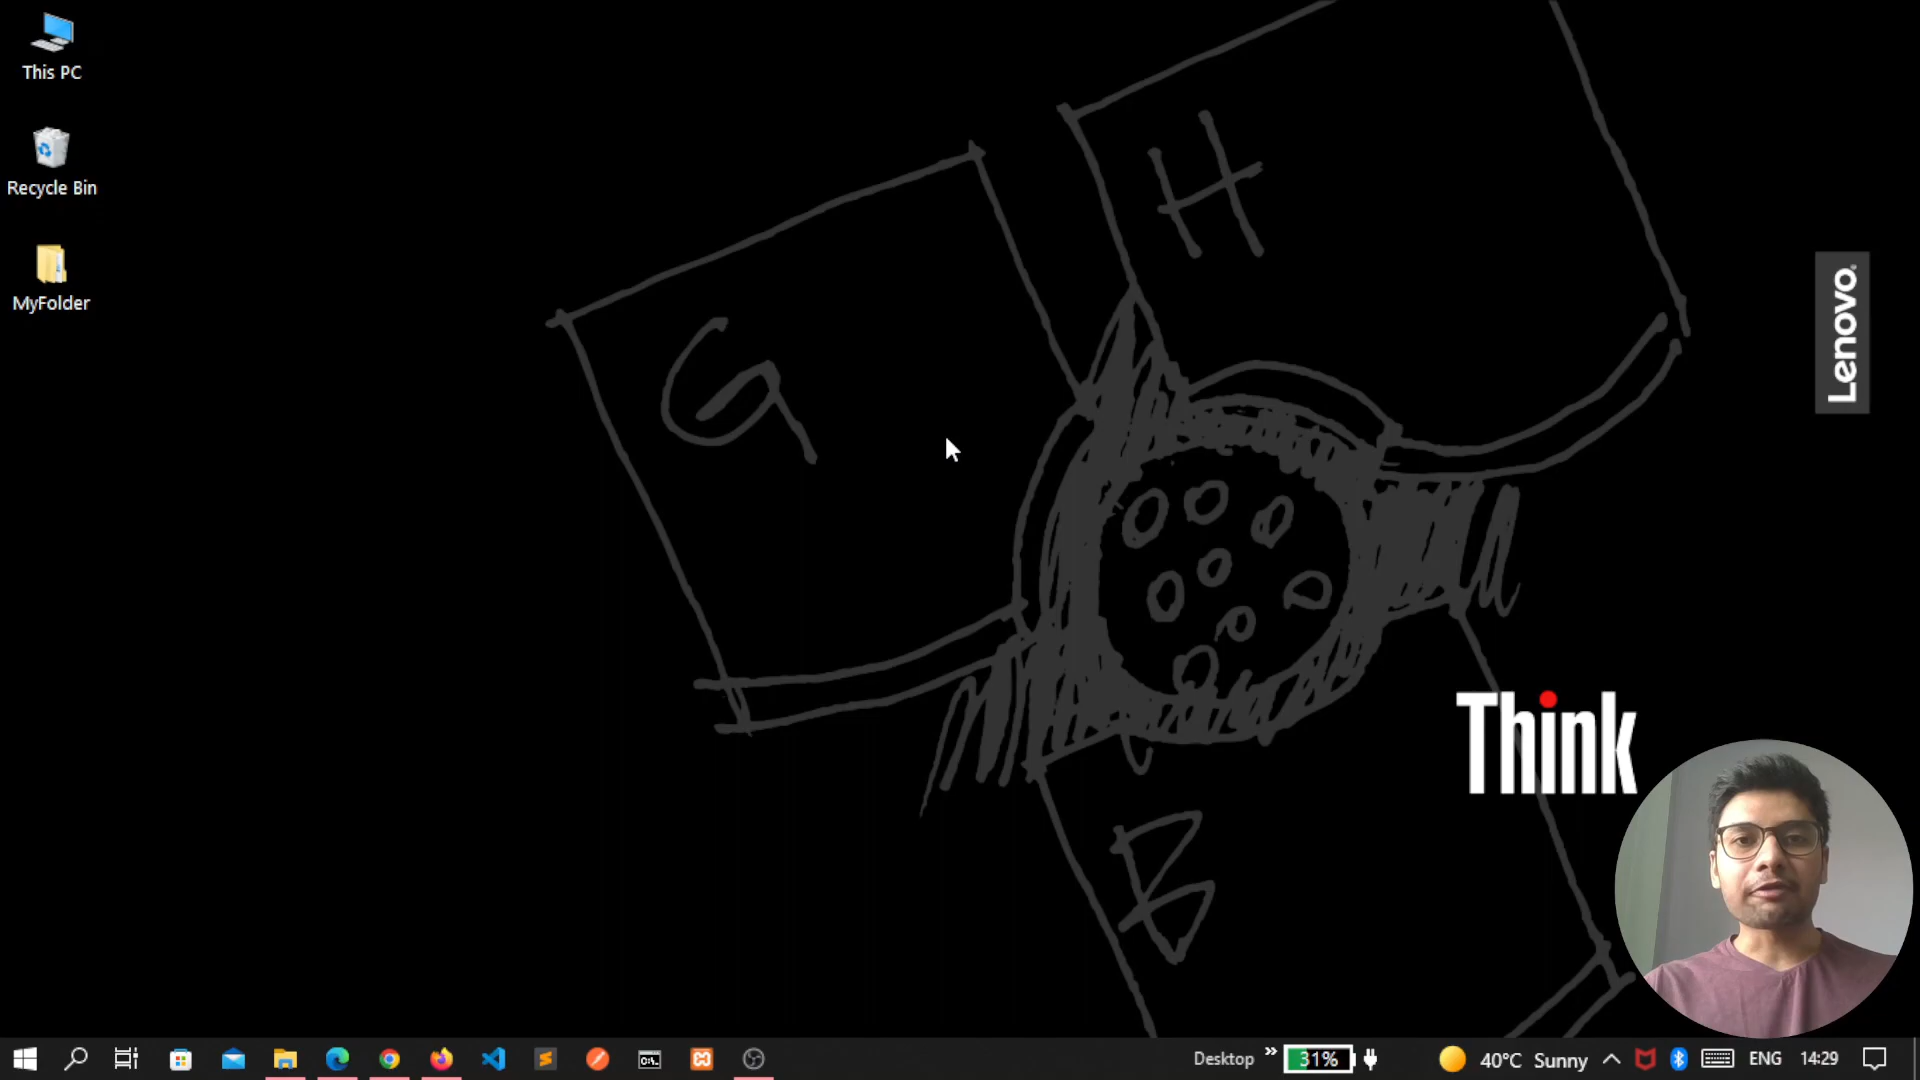 This PC
Recycle Bin
MyFolder
H
G
B
Lenovo
Think
Desktop
31%
40°C Sunny
ENG
14:29